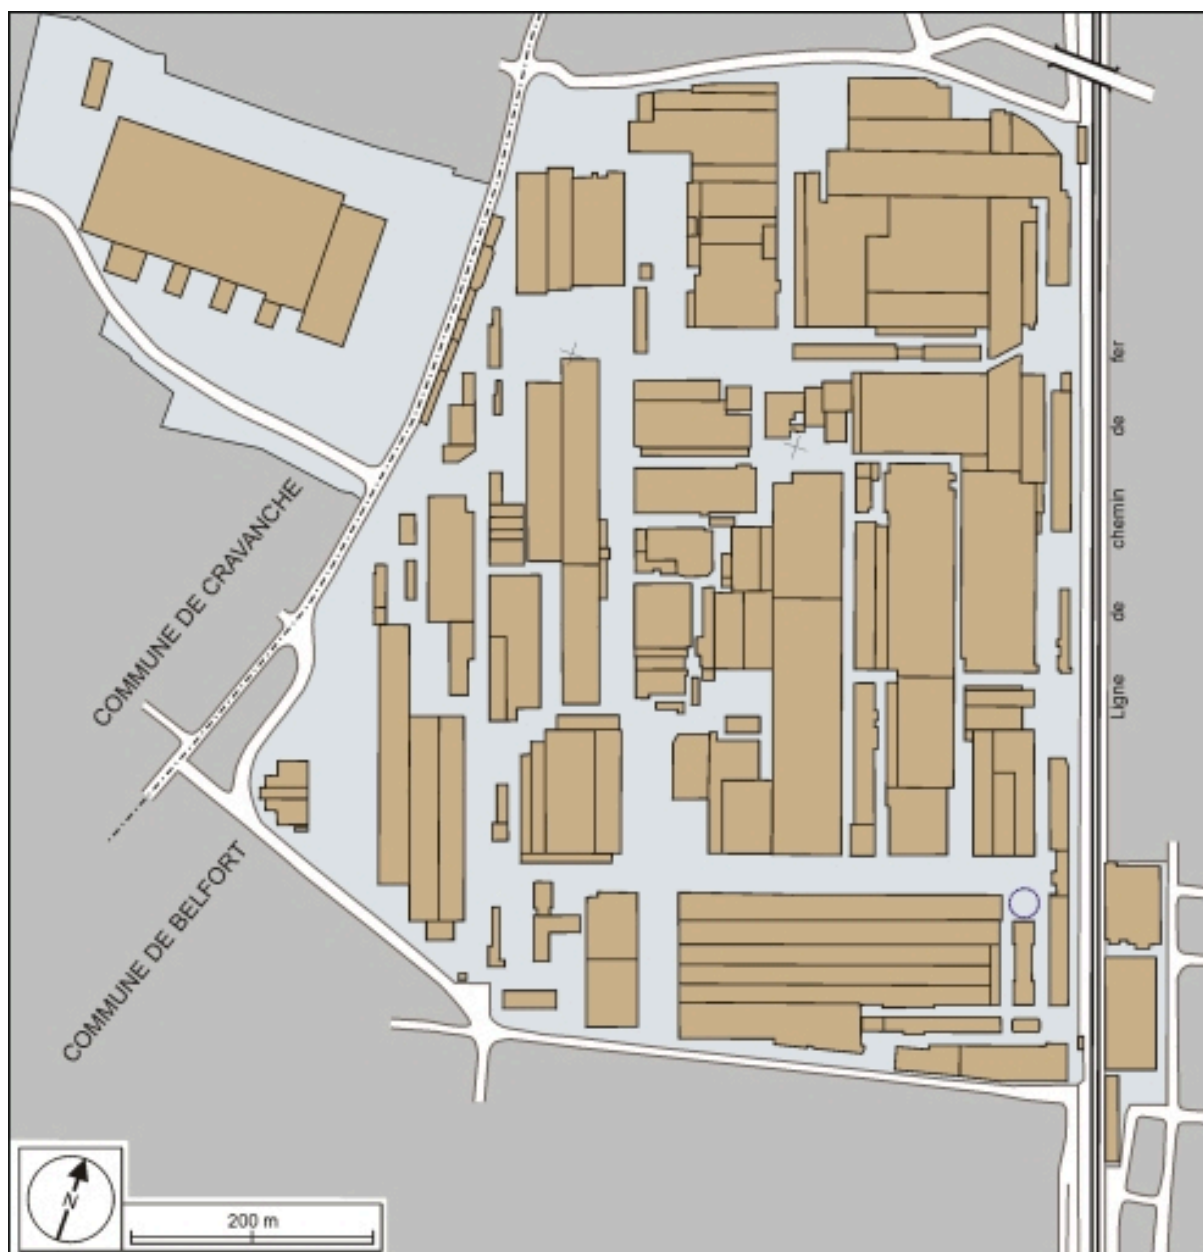 COMMUNE DE CRAVANCHE
COMMUNE DE BELFORT
Ligne de chemin de fer
N
200 m